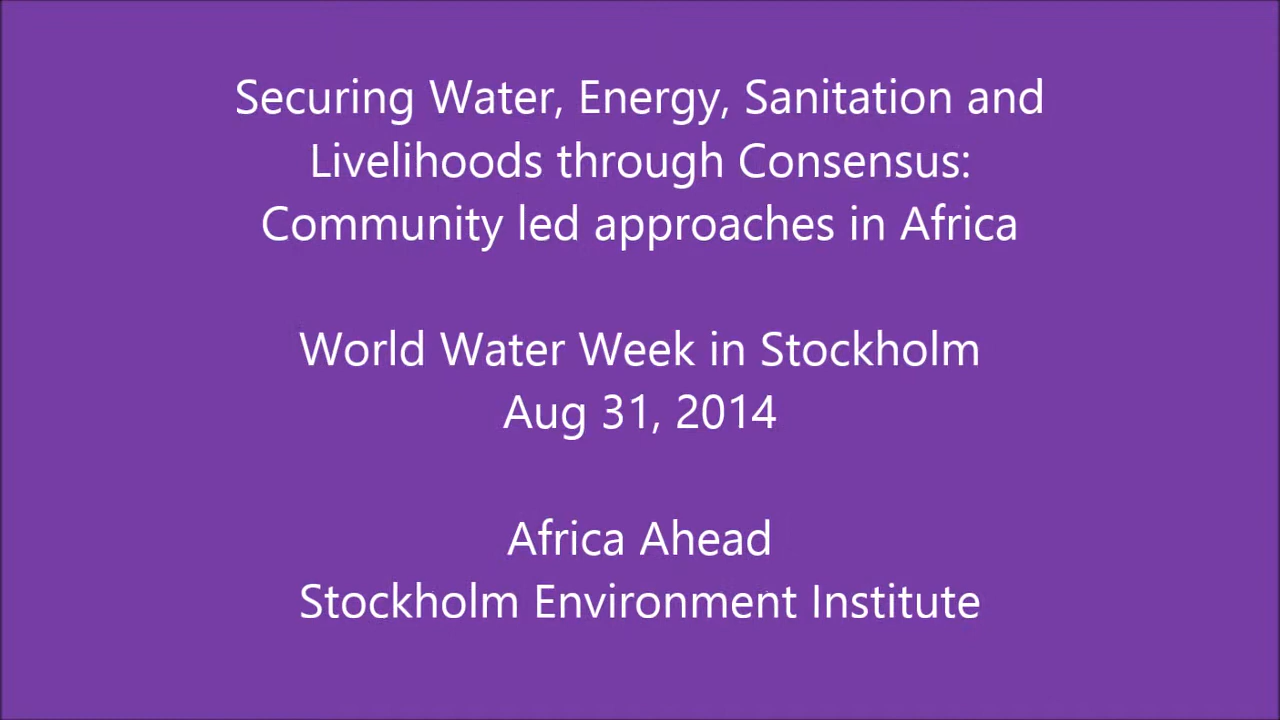 Securing Water, Energy, Sanitation and
Livelihoods through Consensus:
Community led approaches in Africa
World Water Week in Stockholm
Aug 31, 2014
Africa Ahead
Stockholm Environment Institute